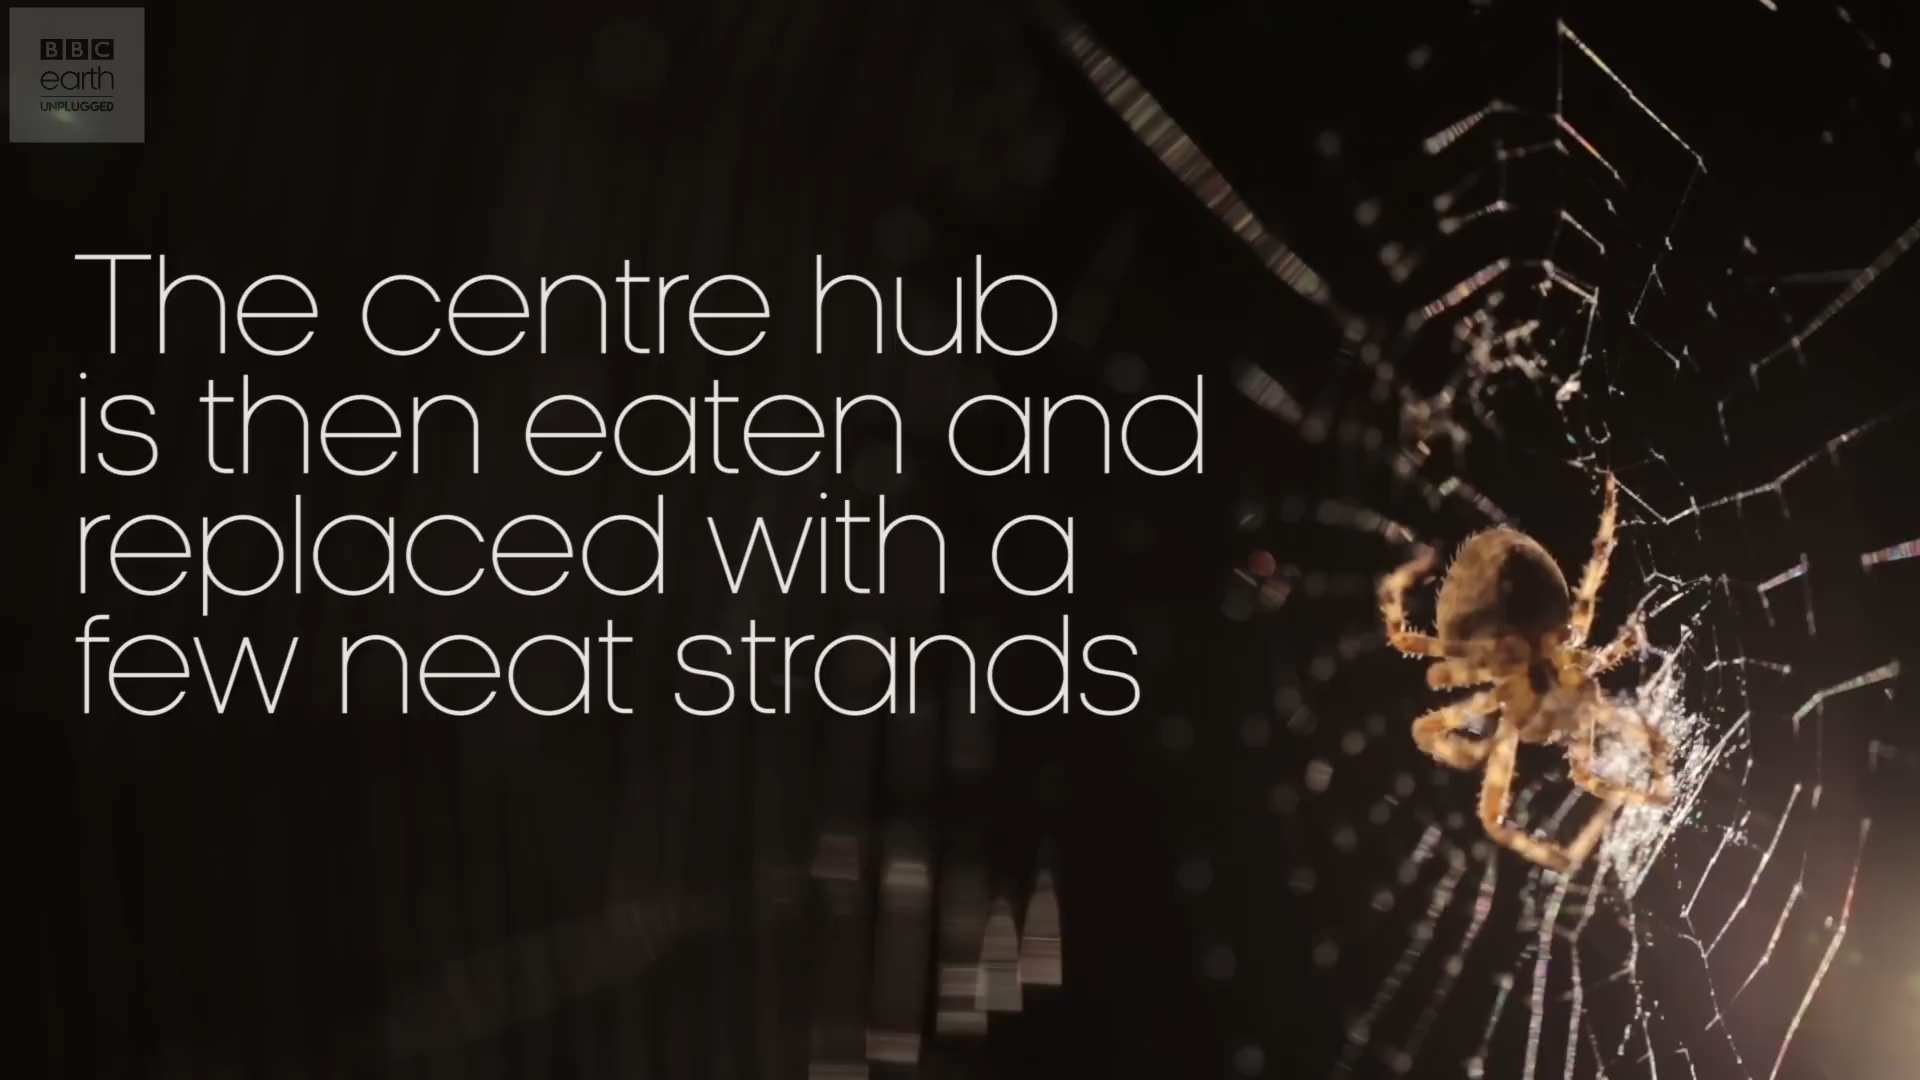 BBC
earth
UNPLUGGED
The centre hub
is then eaten and
replaced with a
few neat strands